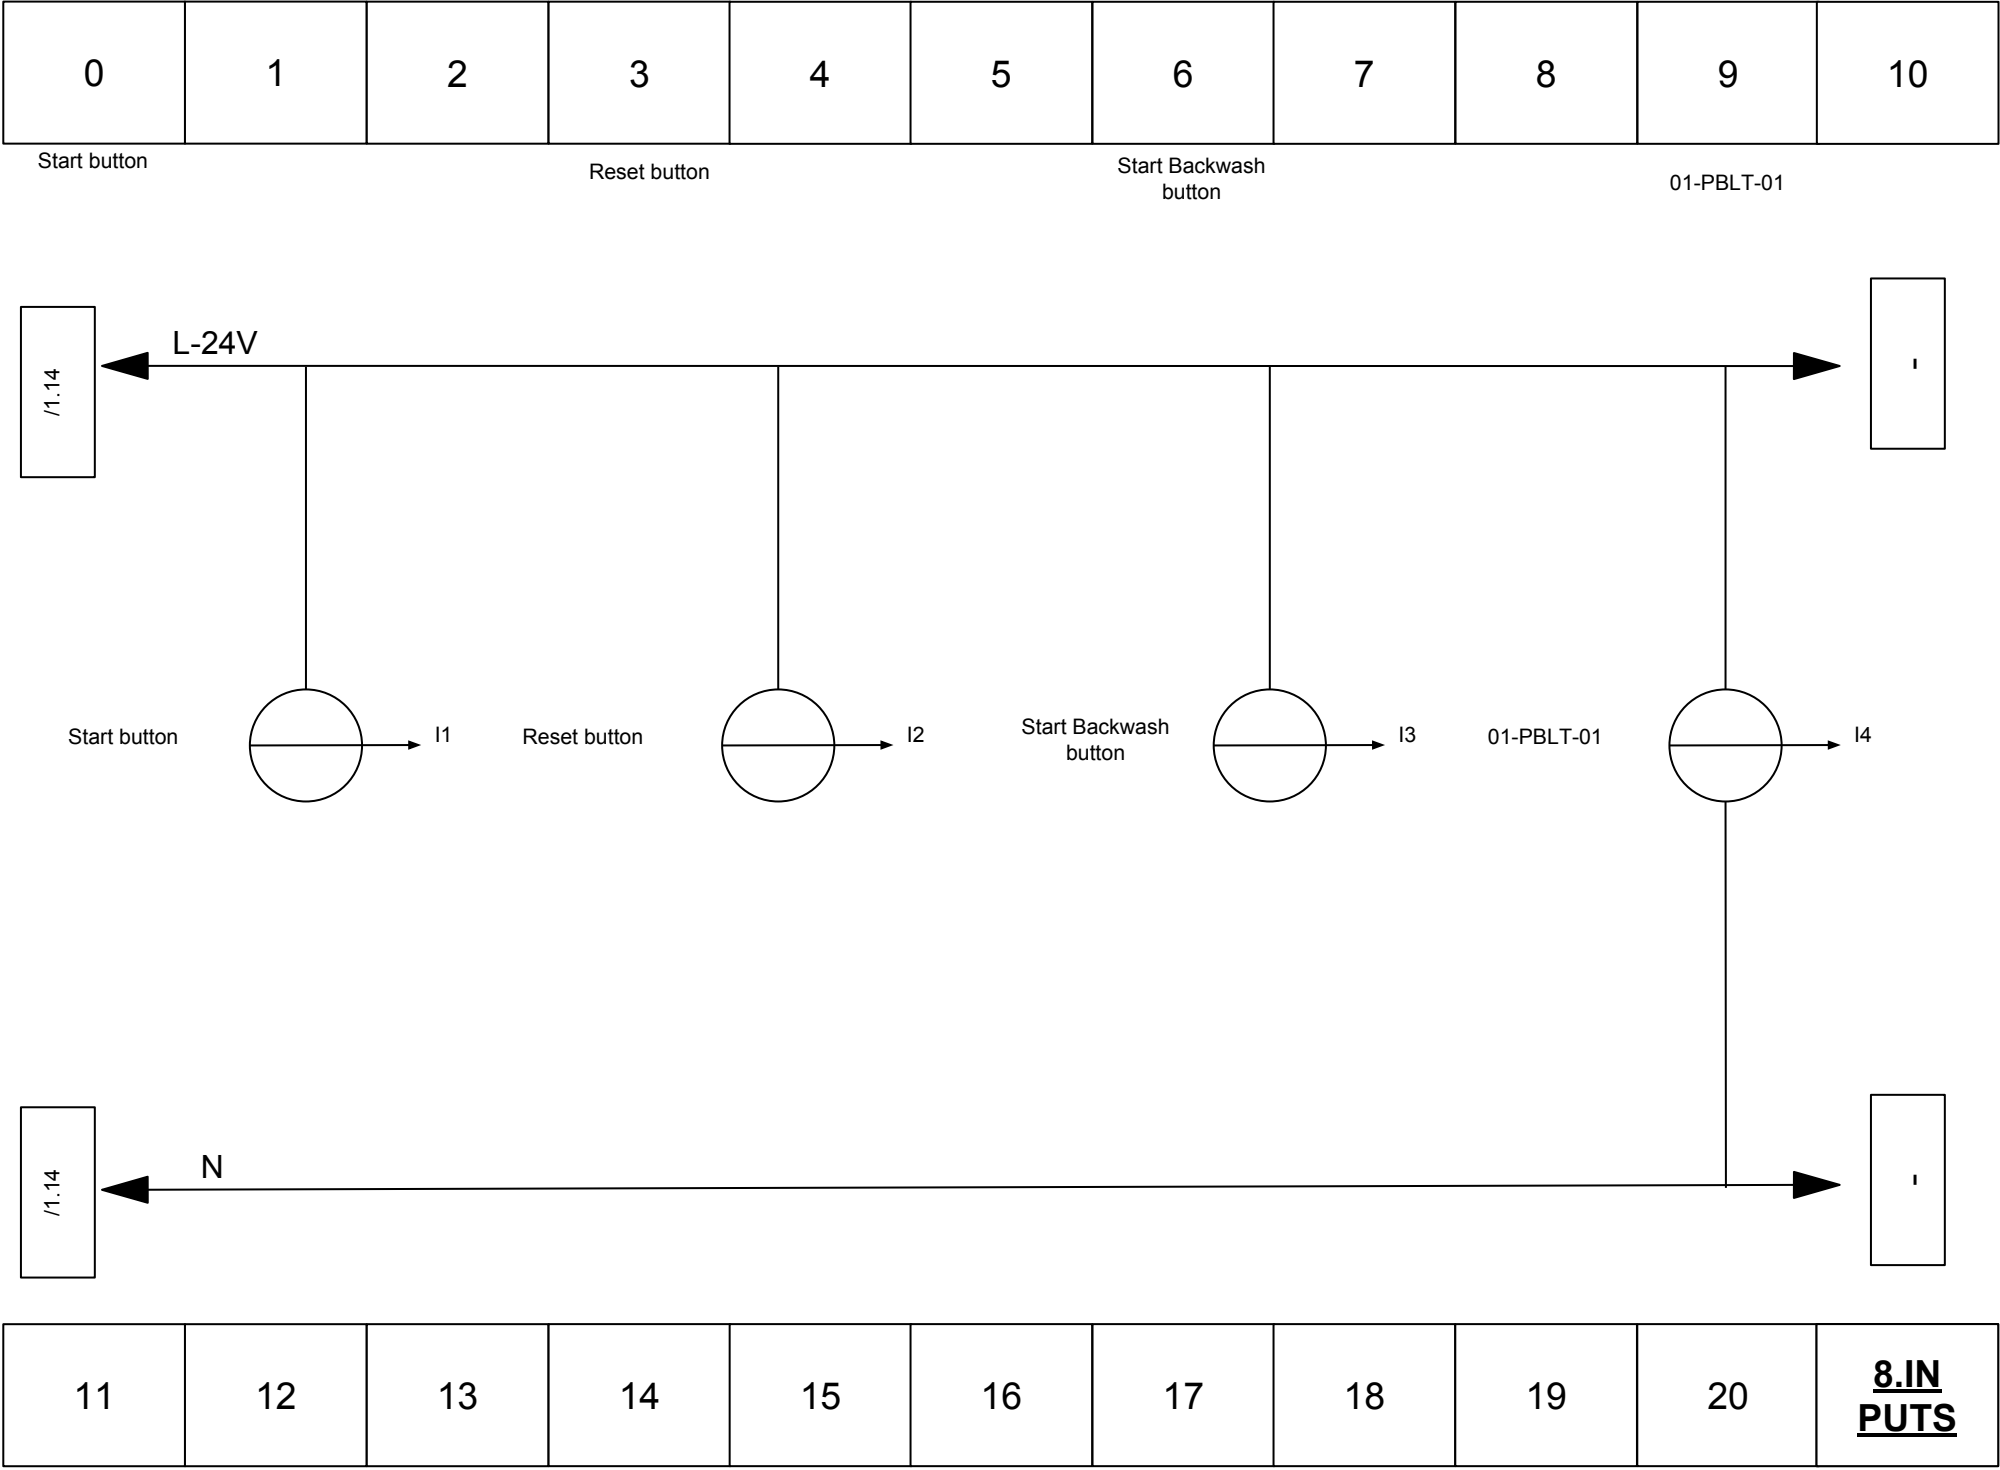 0 1 2 3 4 5 6 7 8 9 10
Start button
Reset button
Start Backwash
button
01-PBLT-01
L-24V
/1.14
-
Start button
I1
Reset button
I2
Start Backwash
button
I3
01-PBLT-01
I4
N
/1.14
-
11 12 13 14 15 16 17 18 19 20
8.IN
PUTS